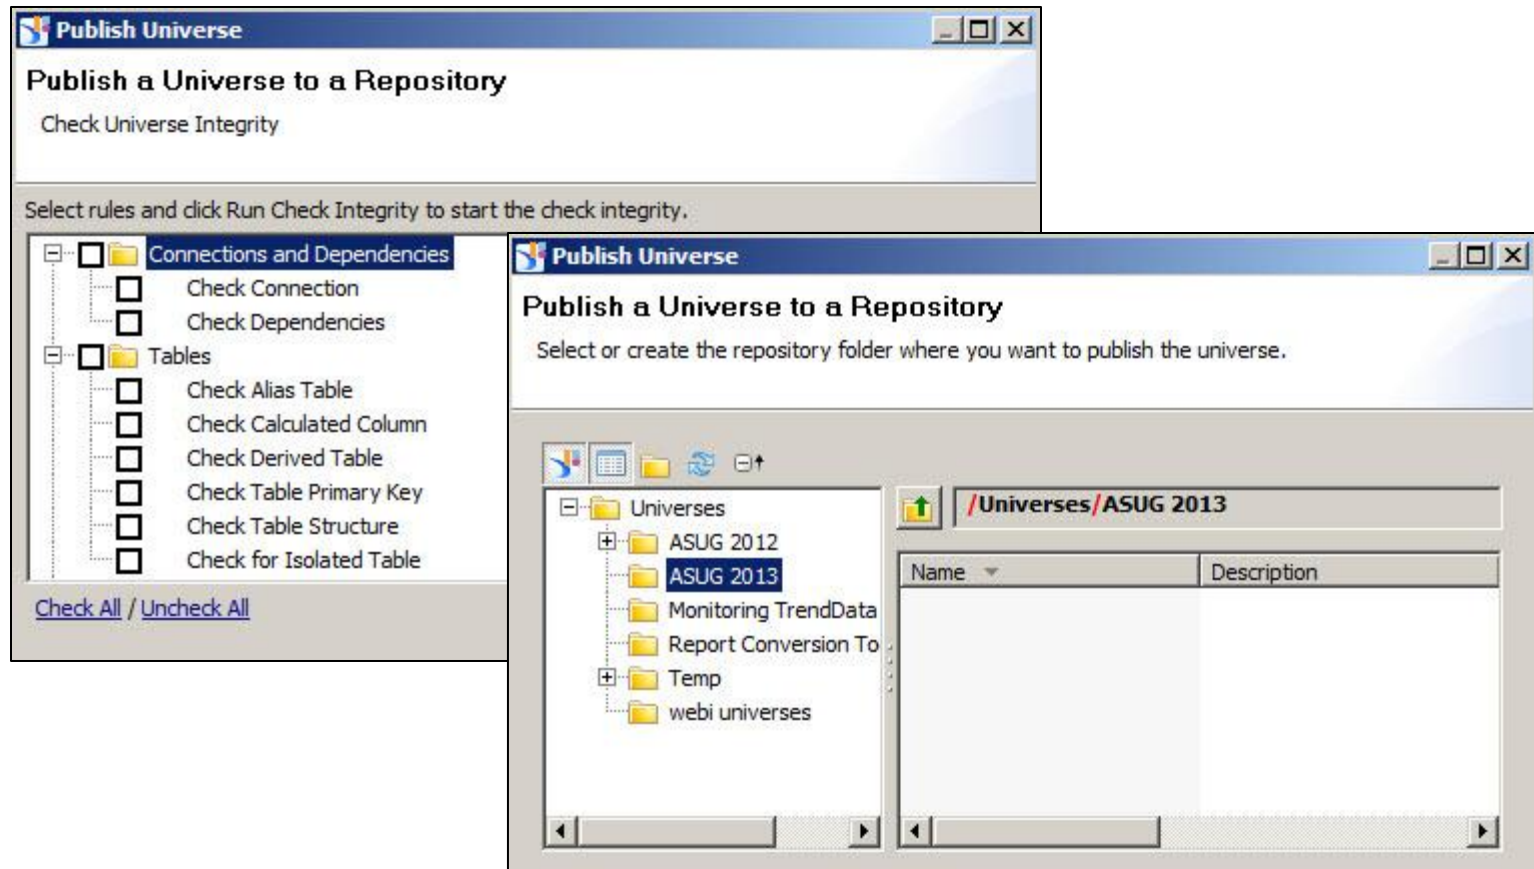 Publish Universe
Publish a Universe to a Repository
Check Universe Integrity
Select rules and click Run Check Integrity to start the check integrity.
Connections and Dependencies
Check Connection
Check Dependencies
Tables
Check Alias Table
Check Calculated Column
Check Derived Table
Check Table Primary Key
Check Table Structure
Check for Isolated Table
Check All / Uncheck All
Publish Universe
Publish a Universe to a Repository
Select or create the repository folder where you want to publish the universe.
Universes
ASUG 2012
ASUG 2013
Monitoring TrendData
Report Conversion To
Temp
webi universes
/Universes/ASUG 2013
Name Description